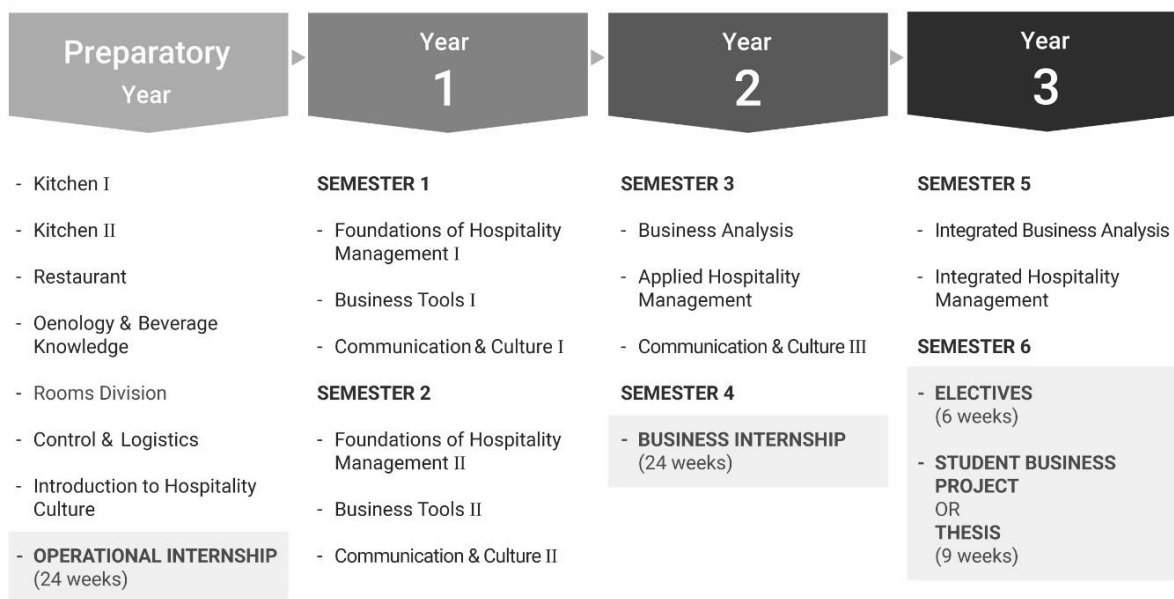 Preparatory
Year
- Kitchen I
- Kitchen II
- Restaurant
- Oenology & Beverage
Knowledge
- Rooms Division
- Control & Logistics
- Introduction to Hospitality
Culture
- OPERATIONAL INTERNSHIP
(24 weeks)
Year
1
SEMESTER 1
- Foundations of Hospitality
Management I
- Business Tools I
- Communication & Culture I
SEMESTER 2
- Foundations of Hospitality
Management II
- Business Tools II
- Communication & Culture II
Year
2
SEMESTER 3
- Business Analysis
- Applied Hospitality
Management
- Communication & Culture III
SEMESTER 4
- BUSINESS INTERNSHIP
(24 weeks)
Year
3
SEMESTER 5
- Integrated Business Analysis
- Integrated Hospitality
Management
SEMESTER 6
- ELECTIVES
(6 weeks)
- STUDENT BUSINESS
PROJECT
OR
THESIS
(9 weeks)